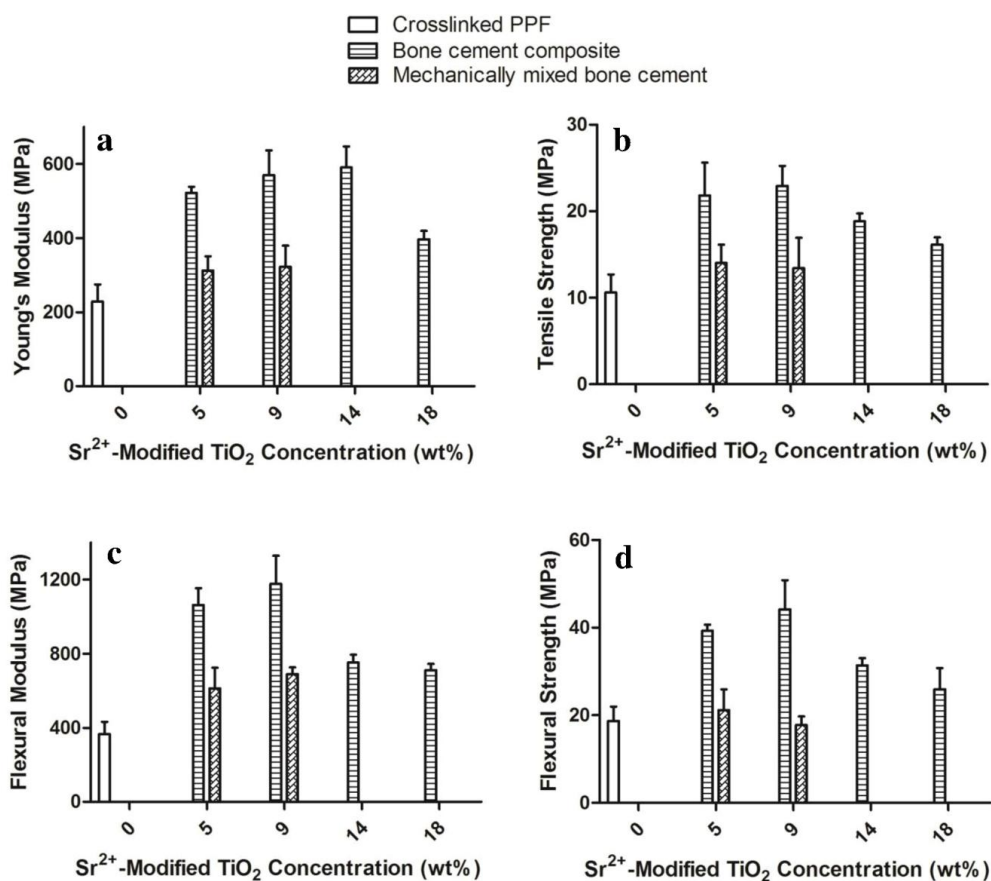 Crosslinked PPF
Bone cement composite
Mechanically mixed bone cement
a
Young's Modulus (MPa)
600
400
200
0
0 5 9 14 18
Sr²⁺-Modified TiO₂ Concentration (wt%)
b
Tensile Strength (MPa)
30
20
10
0
0 5 9 14 18
Sr²⁺-Modified TiO₂ Concentration (wt%)
c
Flexural Modulus (MPa)
1200
800
400
0
0 5 9 14 18
Sr²⁺-Modified TiO₂ Concentration (wt%)
d
Flexural Strength (MPa)
60
40
20
0
0 5 9 14 18
Sr²⁺-Modified TiO₂ Concentration (wt%)